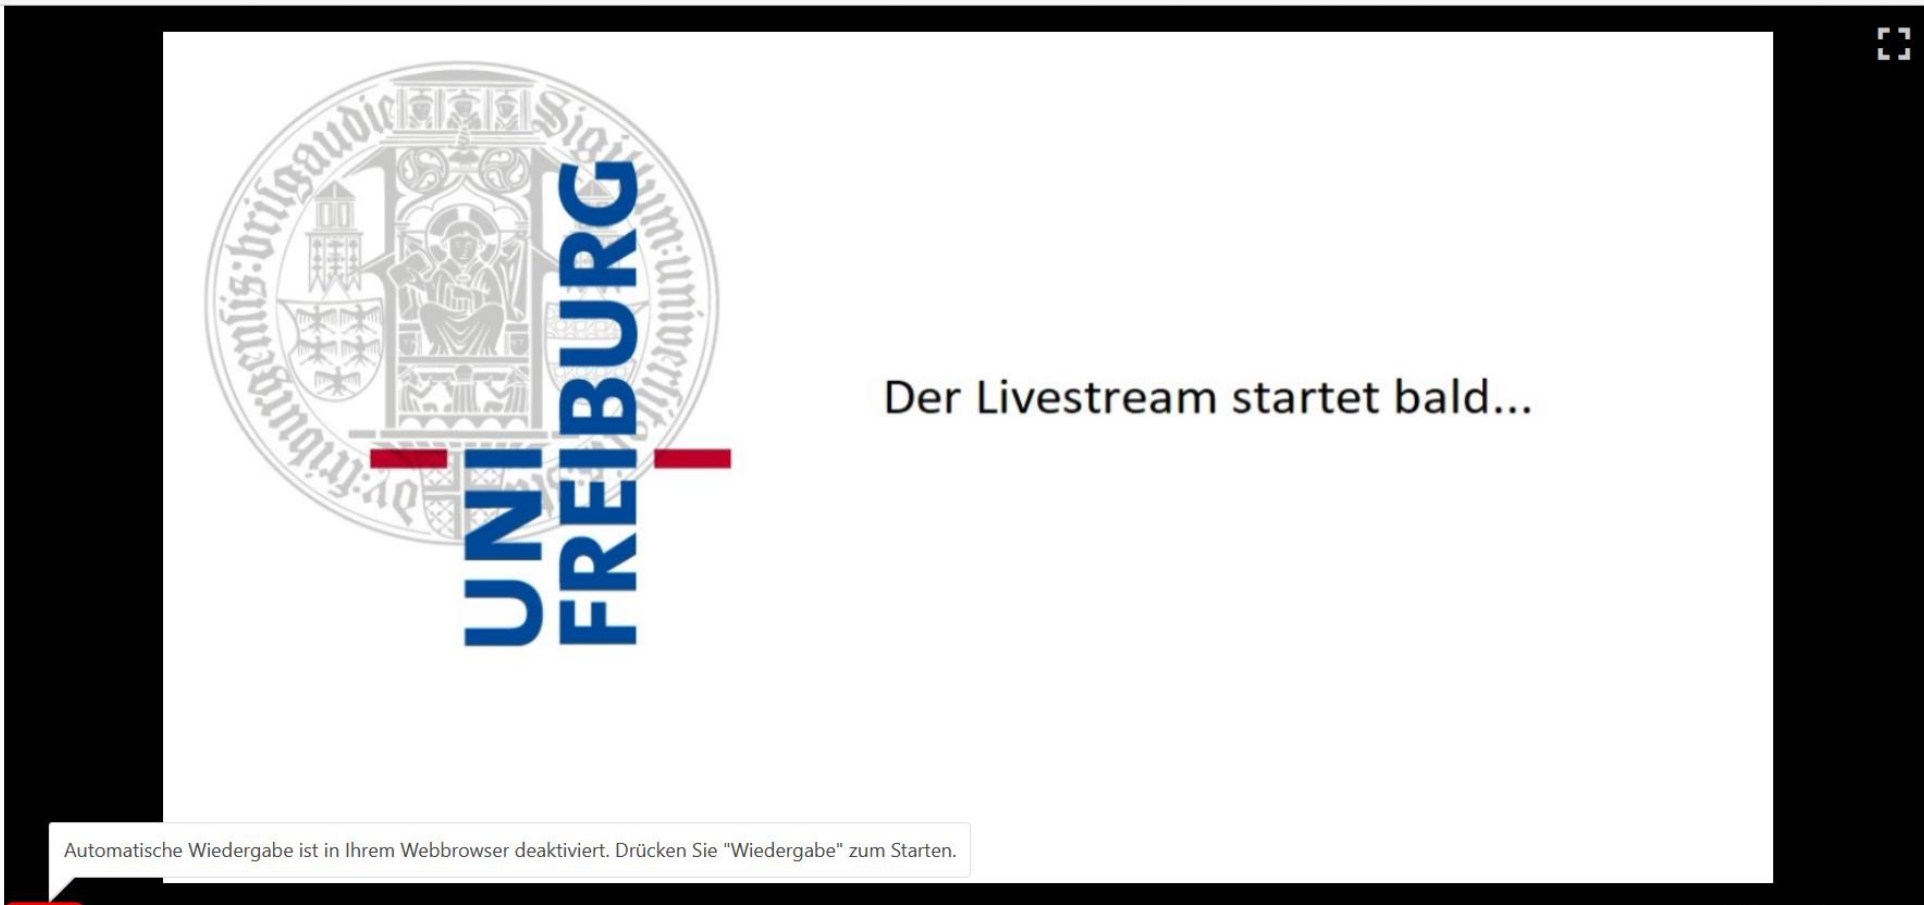 UNI
FREIBURG
Der Livestream startet bald...
Automatische Wiedergabe ist in Ihrem Webbrowser deaktiviert. Drücken Sie "Wiedergabe" zum Starten.